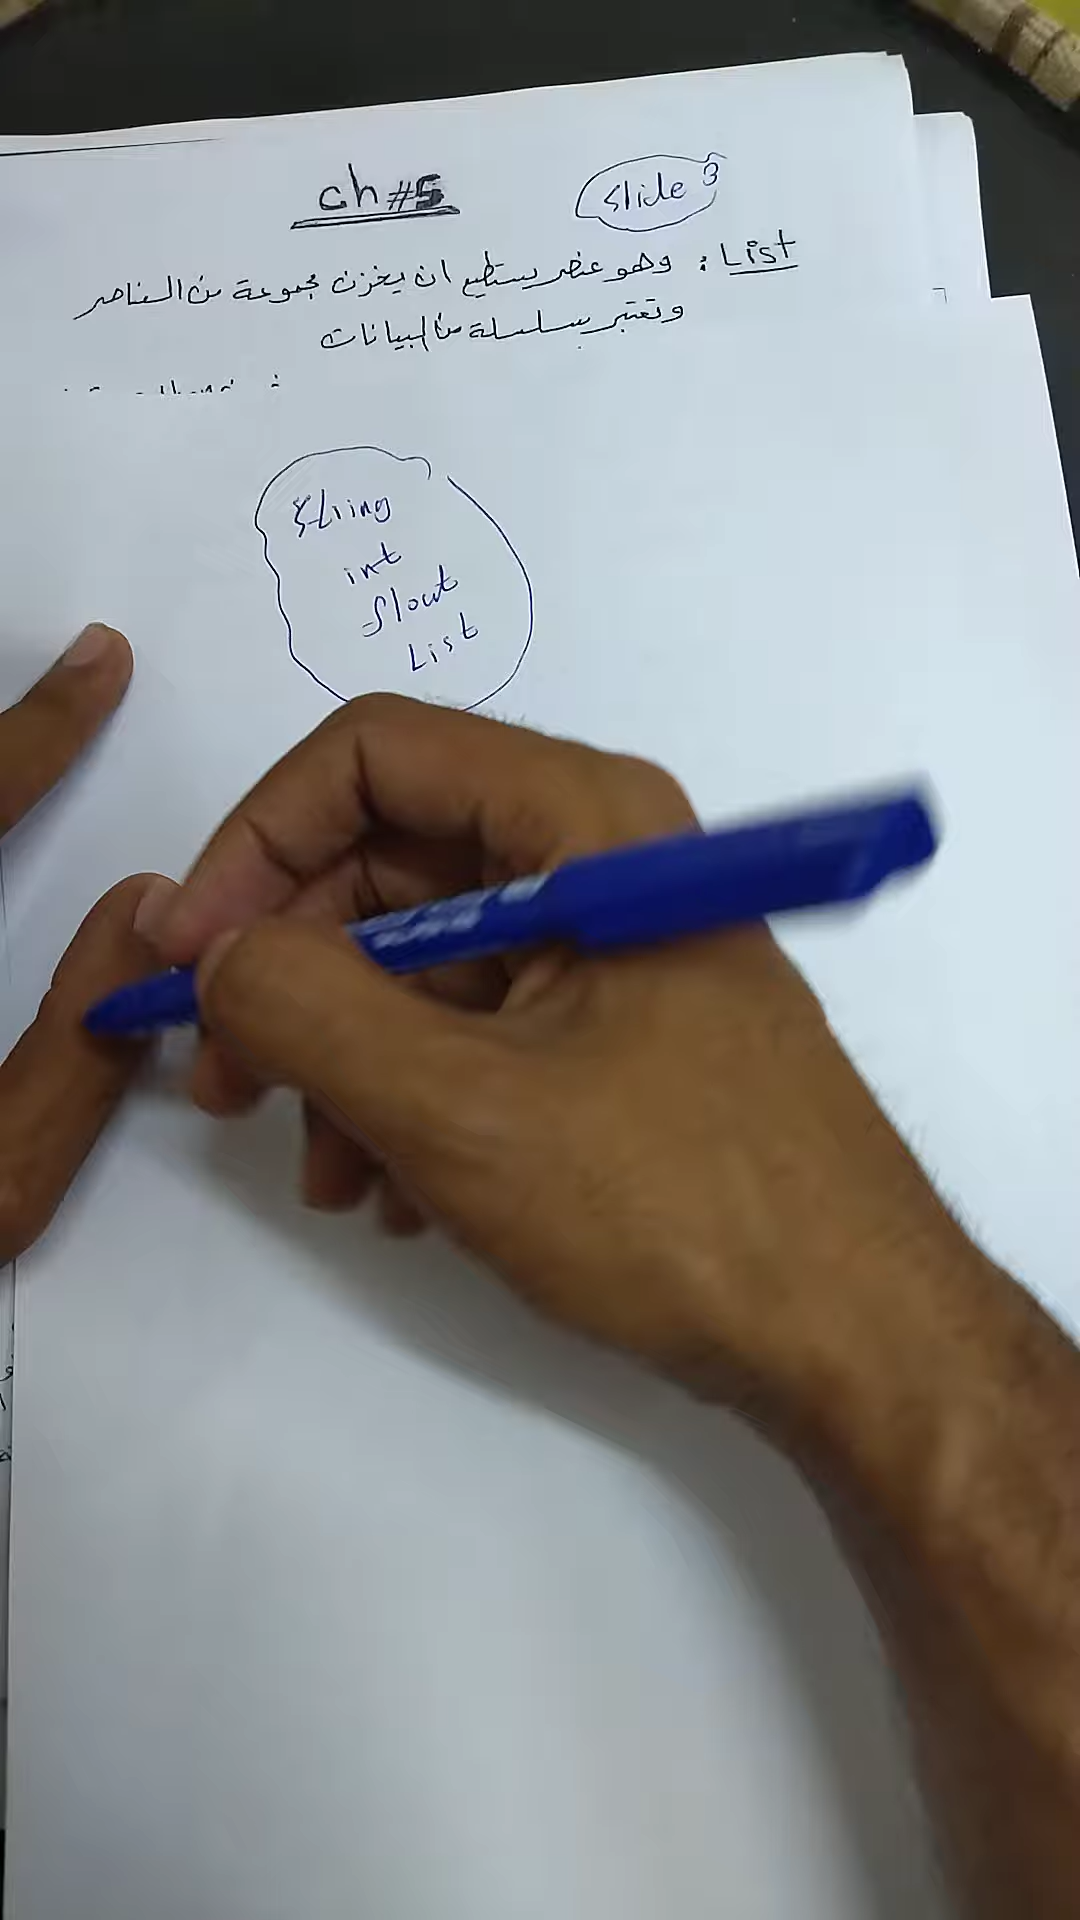 ch #5
slide 3
List : وهو عنصر يستطيع ان يخزن مجموعة من العناصر
وتعتبر سلسلة من البيانات
string
int
float
List